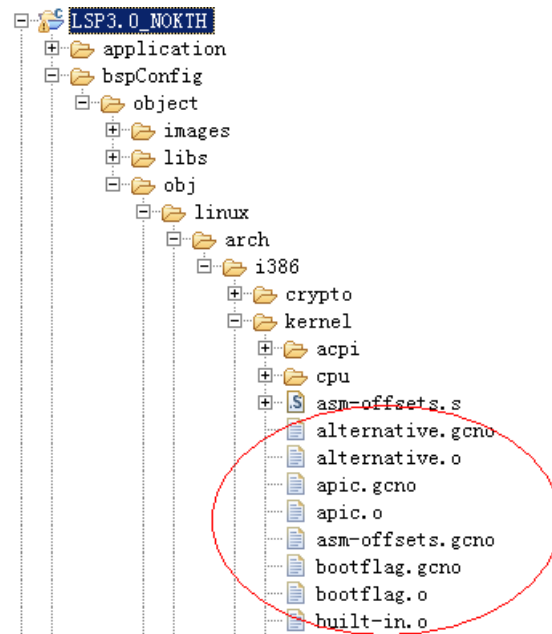 LSP3.0_NOKTH
application
bspConfig
object
images
libs
obj
linux
arch
i386
crypto
kernel
acpi
cpu
asm-offsets.s
alternative.gcno
alternative.o
apic.gcno
apic.o
asm-offsets.gcno
bootflag.gcno
bootflag.o
built-in.o